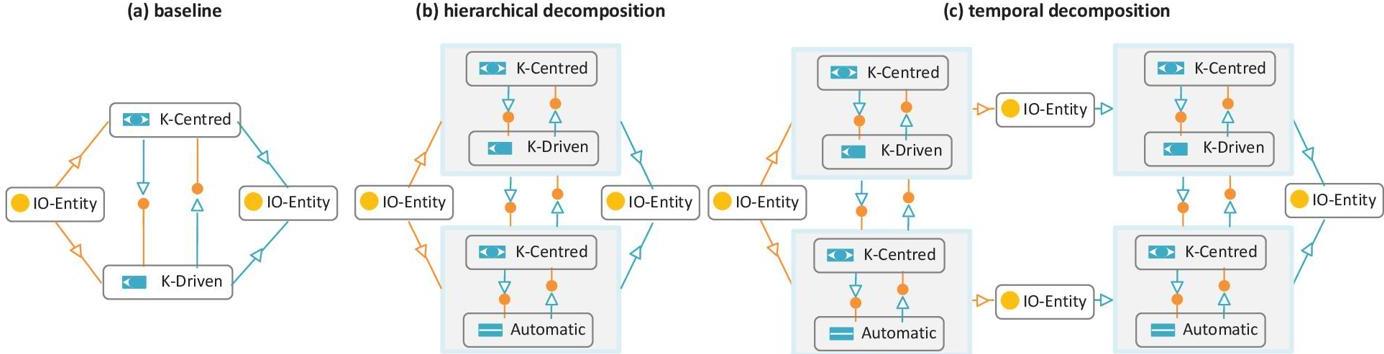 (a) baseline
(b) hierarchical decomposition
(c) temporal decomposition
K-Centred
IO-Entity
IO-Entity
K-Driven
K-Centred
K-Driven
IO-Entity
IO-Entity
K-Centred
Automatic
K-Centred
K-Driven
IO-Entity
K-Centred
K-Driven
IO-Entity
IO-Entity
K-Centred
Automatic
IO-Entity
K-Centred
Automatic